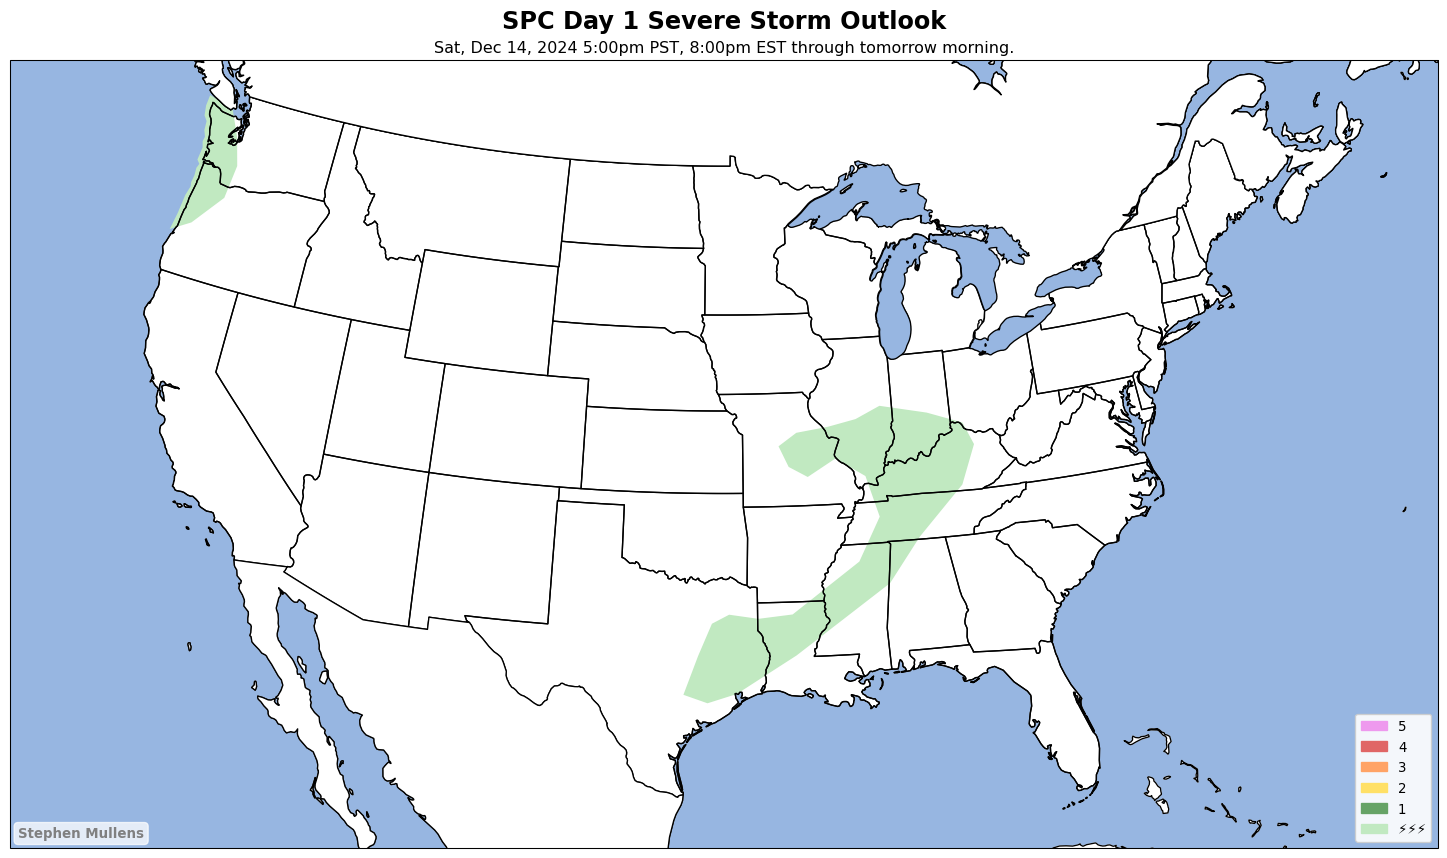 SPC Day 1 Severe Storm Outlook
Sat, Dec 14, 2024 5:00pm PST, 8:00pm EST through tomorrow morning.
5
4
3
2
1
⚡⚡⚡
Stephen Mullens